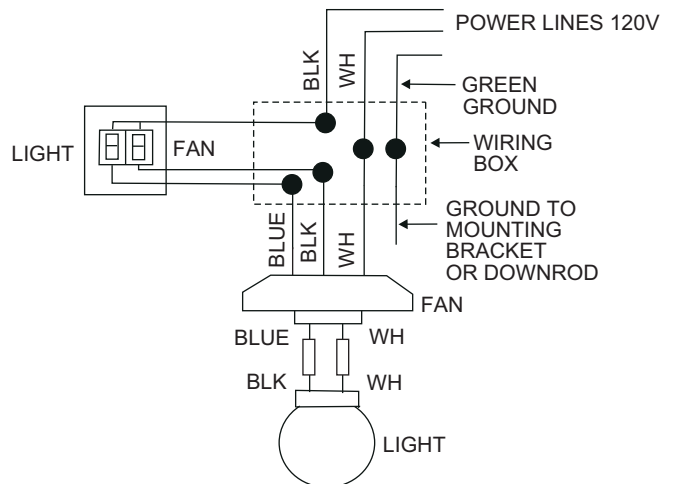 POWER LINES 120V
BLK
WH
GREEN
GROUND
LIGHT
FAN
WIRING
BOX
GROUND TO
MOUNTING
BRACKET
OR DOWNROD
BLUE
BLK
WH
FAN
BLUE
WH
BLK
WH
LIGHT